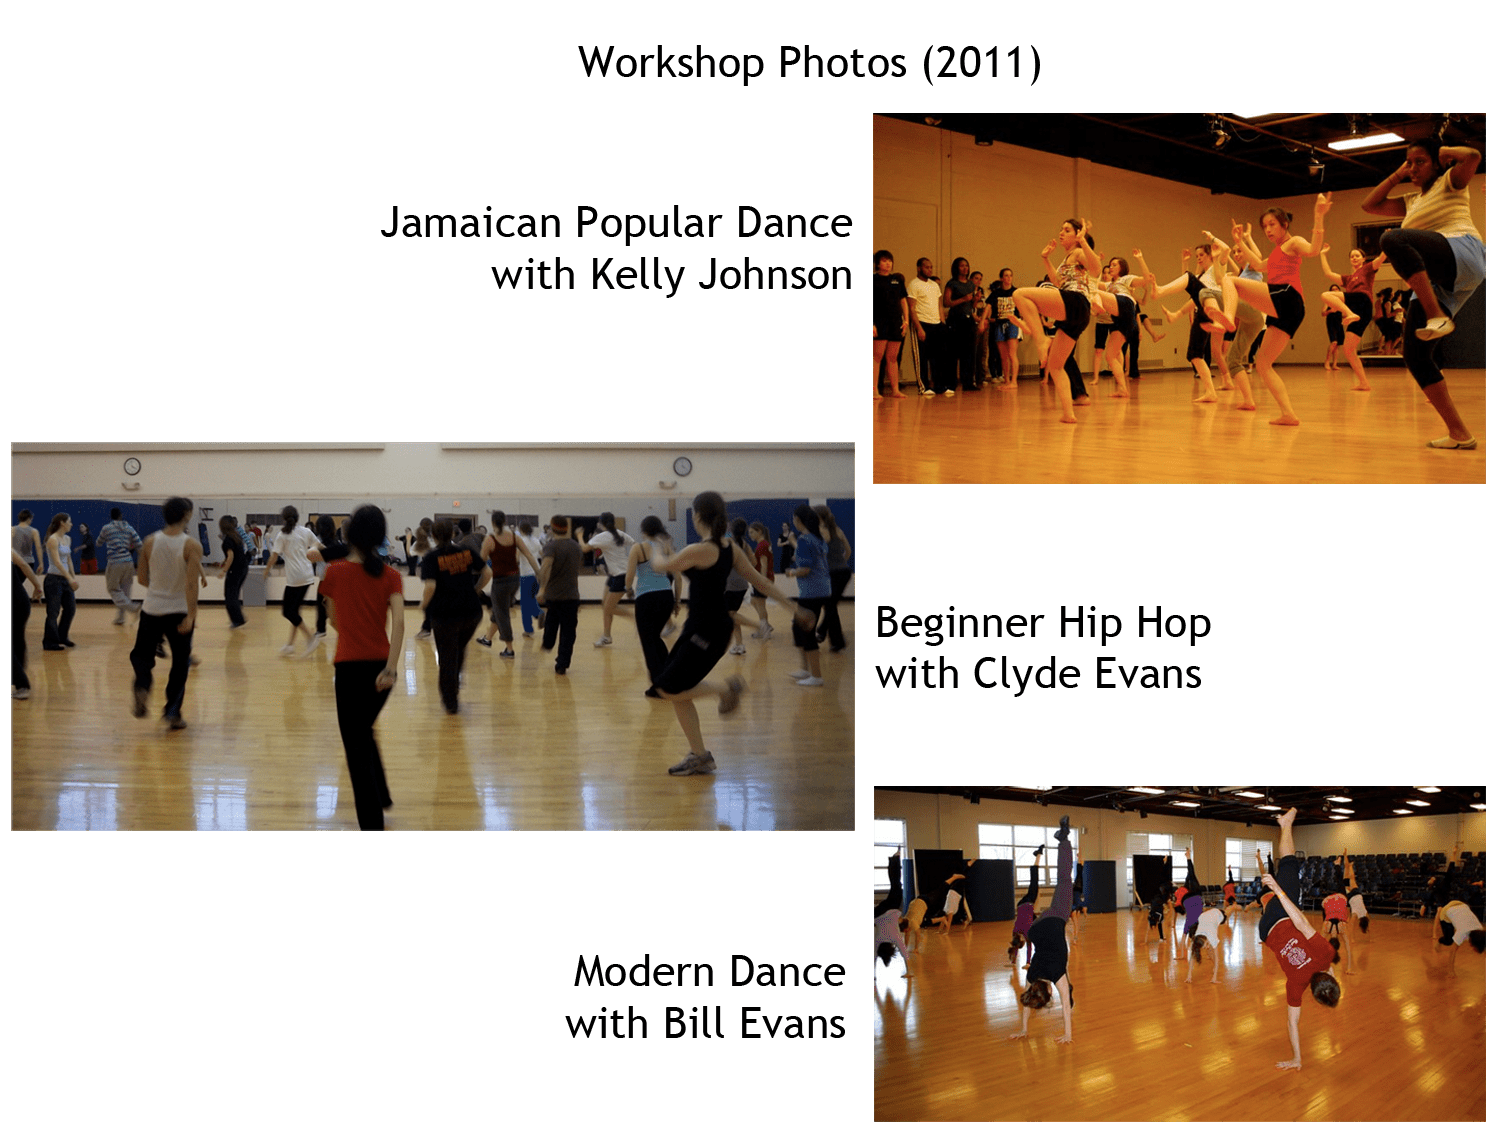 Workshop Photos (2011)
Jamaican Popular Dance
with Kelly Johnson
Beginner Hip Hop
with Clyde Evans
Modern Dance
with Bill Evans